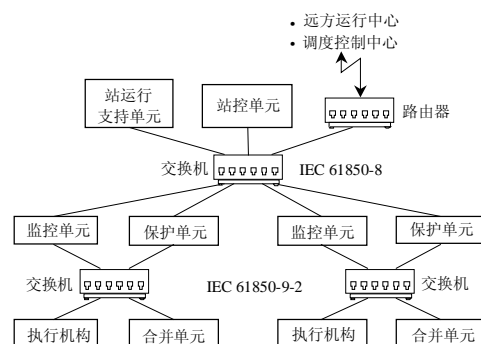 • 远方运行中心
• 调度控制中心
站运行
支持单元
站控单元
路由器
交换机
IEC 61850-8
监控单元
保护单元
监控单元
保护单元
交换机
IEC 61850-9-2
交换机
执行机构
合并单元
执行机构
合并单元